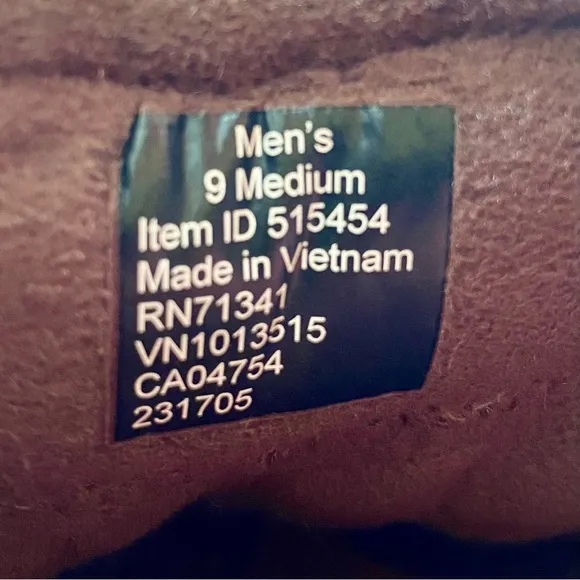 Men's
9 Medium
Item ID 515454
Made in Vietnam
RN71341
VN1013515
CA04754
231705